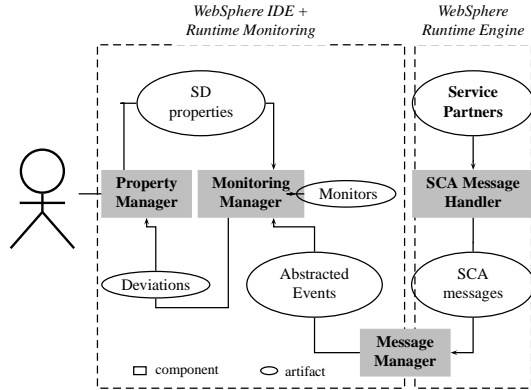 WebSphere IDE +
Runtime Monitoring
WebSphere
Runtime Engine
SD
properties
Service
Partners
Property
Manager
Monitoring
Manager
Monitors
SCA Message
Handler
Deviations
Abstracted
Events
SCA
messages
Message
Manager
component
artifact